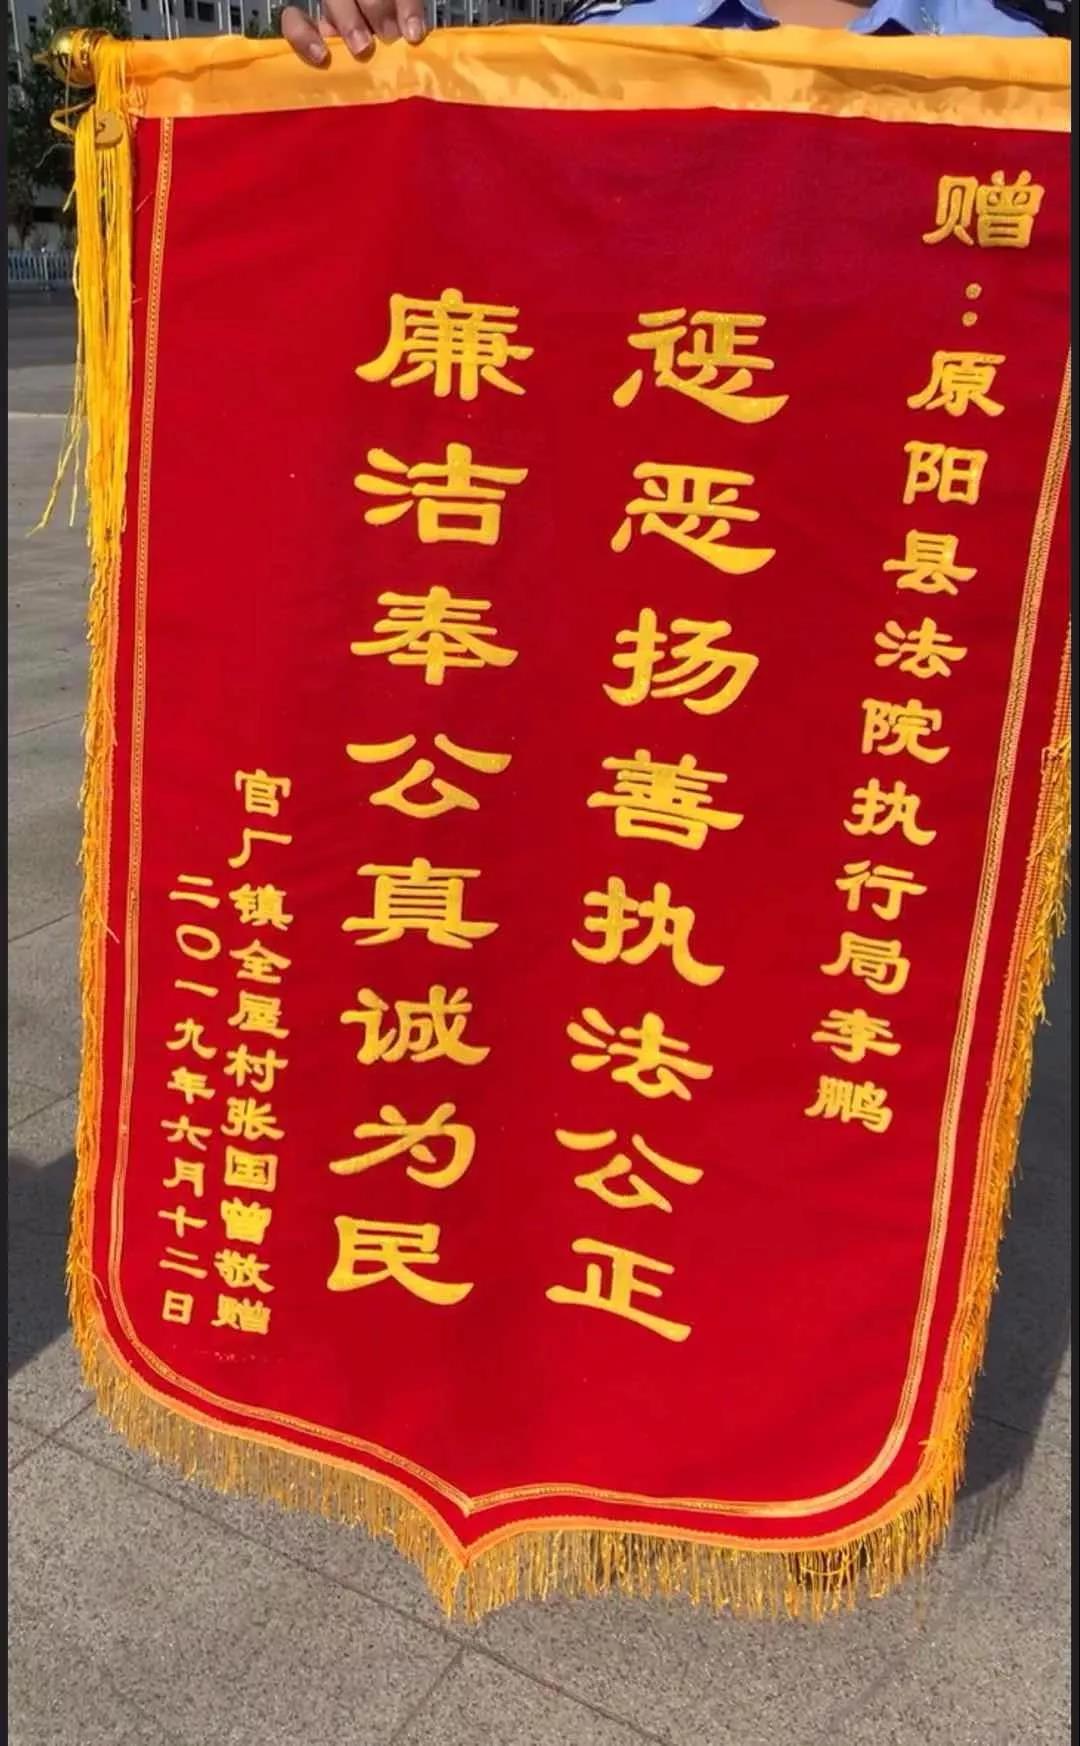 赠：原阳县法院执行局李鹏
惩恶扬善执法公正
廉洁奉公真诚为民
官厂镇全屋村张国曾敬赠
二〇一九年六月十二日